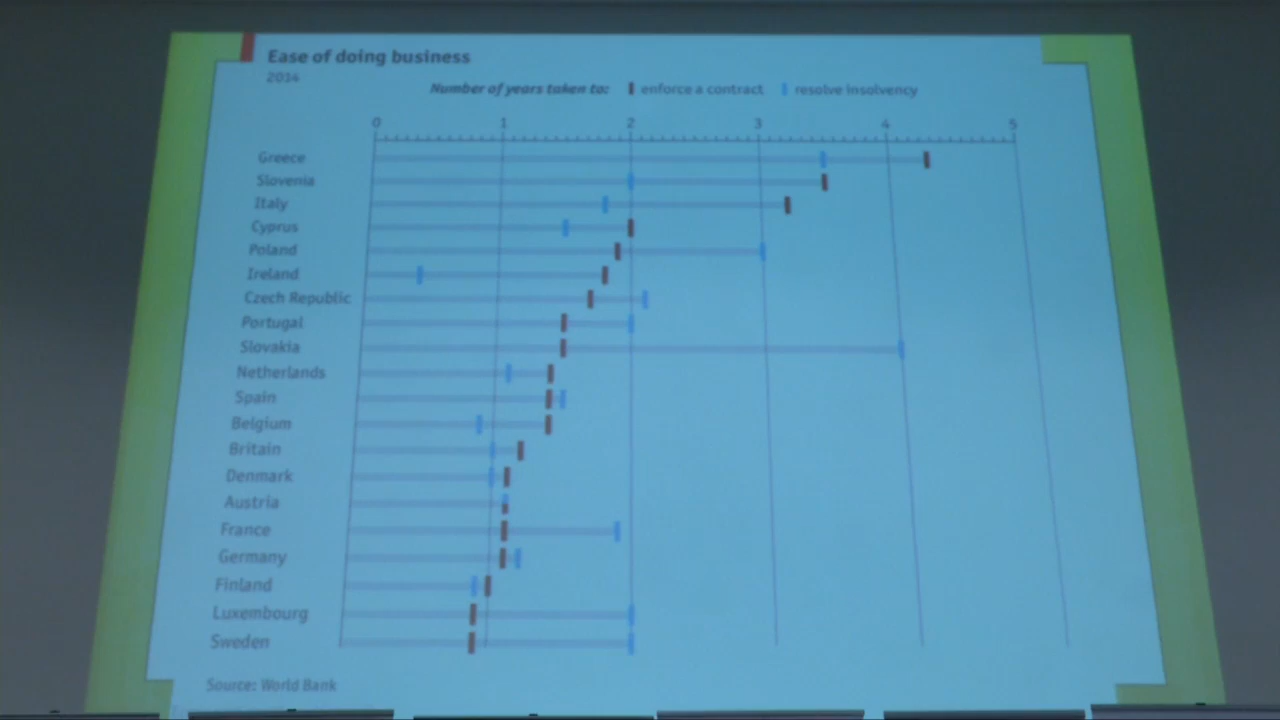 Ease of doing business
2014
Number of years taken to: enforce a contract resolve insolvency
0 1 2 3 4 5
Greece
Slovenia
Italy
Cyprus
Poland
Ireland
Czech Republic
Portugal
Slovakia
Netherlands
Spain
Belgium
Britain
Denmark
Austria
France
Germany
Finland
Luxembourg
Sweden
Source: World Bank